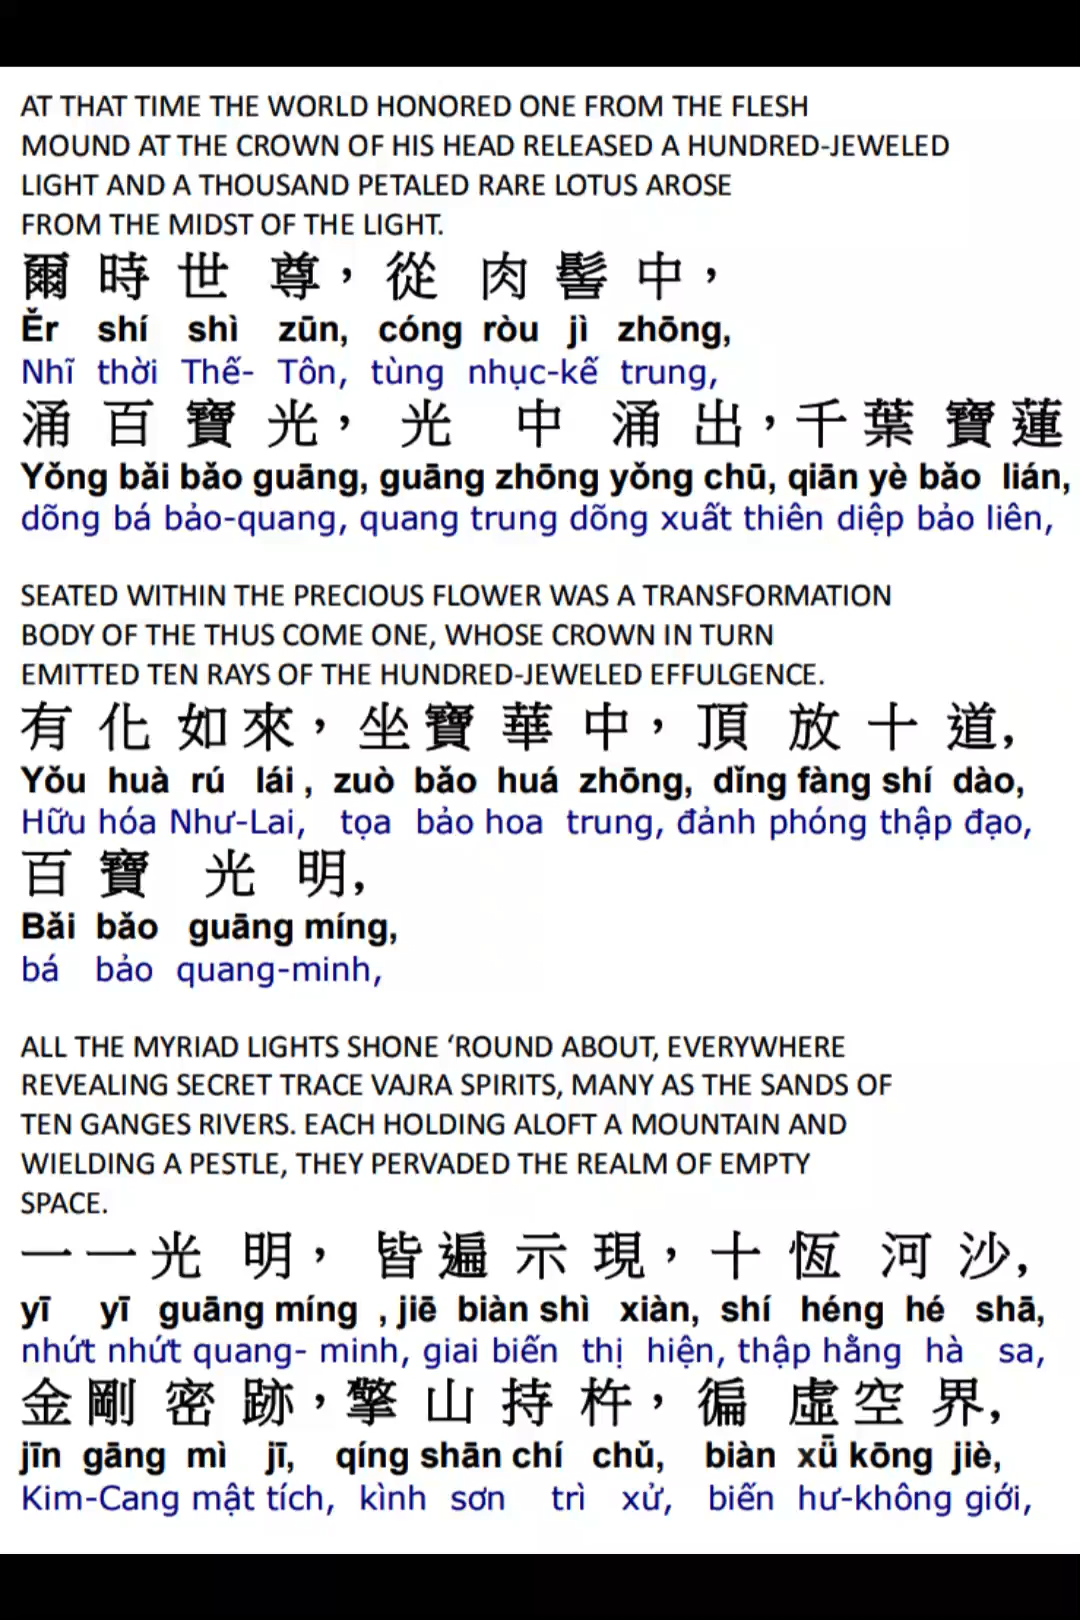 AT THAT TIME THE WORLD HONORED ONE FROM THE FLESH
MOUND AT THE CROWN OF HIS HEAD RELEASED A HUNDRED-JEWELED
LIGHT AND A THOUSAND PETALED RARE LOTUS AROSE
FROM THE MIDST OF THE LIGHT.
爾時世尊，從肉髻中，
Ěr shí shì zūn, cóng ròu jì zhōng,
Nhĩ thời Thế- Tôn, tùng nhục-kế trung,
涌百寶光，光中涌出，千葉寶蓮
Yǒng bǎi bǎo guāng, guāng zhōng yǒng chū, qiān yè bǎo lián,
dõng bá bảo-quang, quang trung dõng xuất thiên diệp bảo liên,
SEATED WITHIN THE PRECIOUS FLOWER WAS A TRANSFORMATION
BODY OF THE THUS COME ONE, WHOSE CROWN IN TURN
EMITTED TEN RAYS OF THE HUNDRED-JEWELED EFFULGENCE.
有化如來，坐寶華中，頂放十道,
Yǒu huà rú lái , zuò bǎo huá zhōng, dǐng fàng shí dào,
Hữu hóa Như-Lai, tọa bảo hoa trung, đảnh phóng thập đạo,
百寶光明,
Bǎi bǎo guāng míng,
bá bảo quang-minh,
ALL THE MYRIAD LIGHTS SHONE ‘ROUND ABOUT, EVERYWHERE
REVEALING SECRET TRACE VAJRA SPIRITS, MANY AS THE SANDS OF
TEN GANGES RIVERS. EACH HOLDING ALOFT A MOUNTAIN AND
WIELDING A PESTLE, THEY PERVADED THE REALM OF EMPTY
SPACE.
一一光明，皆遍示現，十恆河沙,
yī yī guāng míng , jiē biàn shì xiàn, shí héng hé shā,
nhứt nhứt quang- minh, giai biến thị hiện, thập hằng hà sa,
金剛密跡，擎山持杵，徧虛空界,
jīn gāng mì jī, qíng shān chí chǔ, biàn xǖ kōng jiè,
Kim-Cang mật tích, kình sơn trì xử, biến hư-không giới,